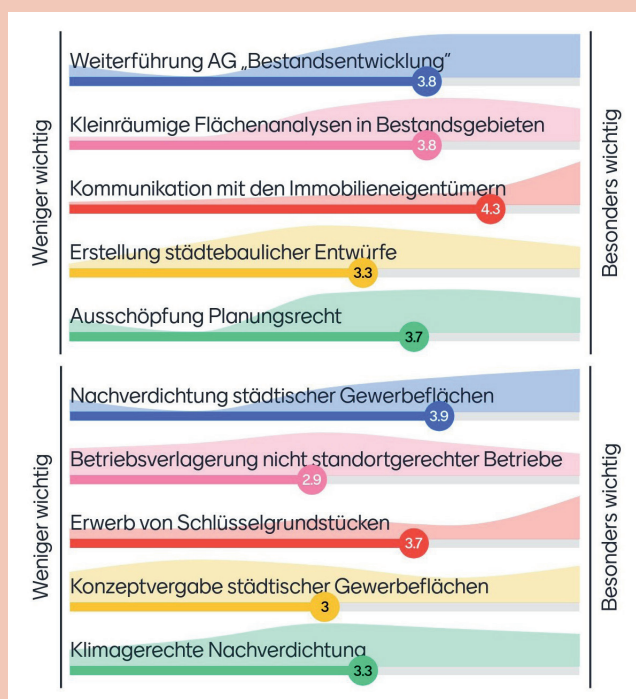 Weniger wichtig
Besonders wichtig
Weiterführung AG „Bestandsentwicklung“
3.8
Kleinräumige Flächenanalysen in Bestandsgebieten
3.8
Kommunikation mit den Immobilieneigentümern
4.3
Erstellung städtebaulicher Entwürfe
3.3
Ausschöpfung Planungsrecht
3.7
Weniger wichtig
Besonders wichtig
Nachverdichtung städtischer Gewerbeflächen
3.9
Betriebsverlagerung nicht standortgerechter Betriebe
2.9
Erwerb von Schlüsselgrundstücken
3.7
Konzeptvergabe städtischer Gewerbeflächen
3
Klimagerechte Nachverdichtung
3.3